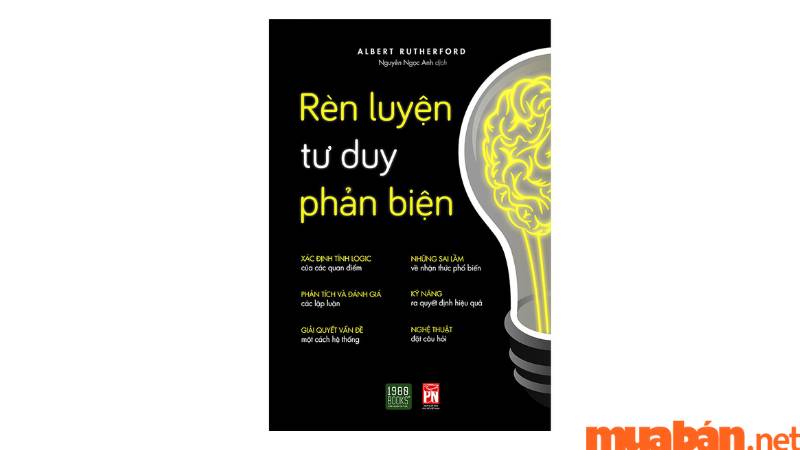 ALBERT RUTHERFORD
Nguyễn Ngọc Anh dịch
Rèn luyện
tư duy
phản biện
XÁC ĐỊNH TÍNH LOGIC
của các quan điểm
NHỮNG SAI LẦM
về nhận thức phổ biến
PHÂN TÍCH VÀ ĐÁNH GIÁ
các lập luận
KỸ NĂNG
ra quyết định hiệu quả
GIẢI QUYẾT VẤN ĐỀ
một cách hệ thống
NGHỆ THUẬT
đặt câu hỏi
1980
BOOKS
PN
muabán.net